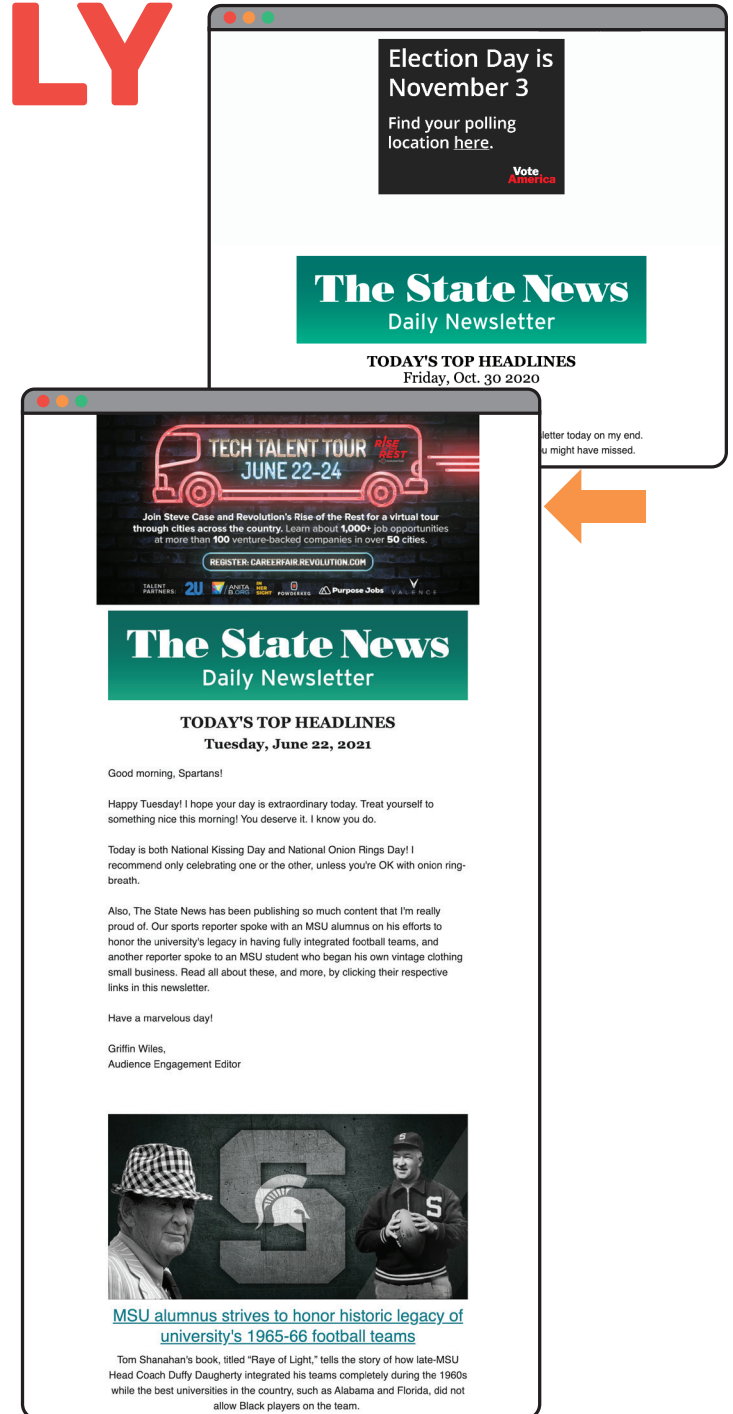 LY
Election Day is
November 3
Find your polling
location here.
Vote
America
The State News
Daily Newsletter
TODAY'S TOP HEADLINES
Friday, Oct. 30 2020
letter today on my end.
might have missed.
TECH TALENT TOUR
RISE
REST
JUNE 22–24
Join Steve Case and Revolution's Rise of the Rest for a virtual tour
through cities across the country. Learn about 1,000+ job opportunities
at more than 100 venture-backed companies in over 50 cities.
REGISTER: CAREERFAIR.REVOLUTION.COM
TALENT
PARTNERS:
2U
ANITA
B.ORG
IN
HER
SIGHT
POWDERKEG
Purpose Jobs
VALENCE
The State News
Daily Newsletter
TODAY'S TOP HEADLINES
Tuesday, June 22, 2021
Good morning, Spartans!
Happy Tuesday! I hope your day is extraordinary today. Treat yourself to
something nice this morning! You deserve it. I know you do.
Today is both National Kissing Day and National Onion Rings Day! I
recommend only celebrating one or the other, unless you're OK with onion ring-
breath.
Also, The State News has been publishing so much content that I'm really
proud of. Our sports reporter spoke with an MSU alumnus on his efforts to
honor the university's legacy in having fully integrated football teams, and
another reporter spoke to an MSU student who began his own vintage clothing
small business. Read all about these, and more, by clicking their respective
links in this newsletter.
Have a marvelous day!
Griffin Wiles,
Audience Engagement Editor
S
S
S
MSU alumnus strives to honor historic legacy of
university's 1965-66 football teams
Tom Shanahan's book, titled “Raye of Light,” tells the story of how late-MSU
Head Coach Duffy Daugherty integrated his teams completely during the 1960s
while the best universities in the country, such as Alabama and Florida, did not
allow Black players on the team.